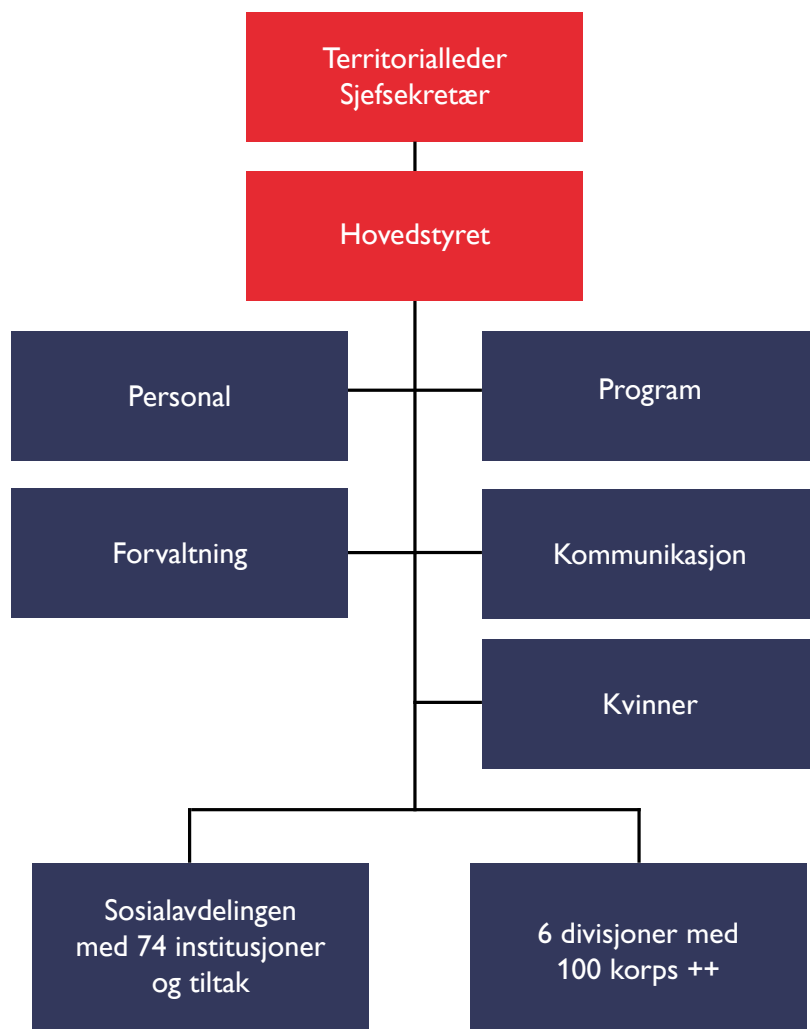 Territorialleder
Sjefsekretær
Hovedstyret
Personal
Program
Forvaltning
Kommunikasjon
Kvinner
Sosialavdelingen
med 74 institusjoner
og tiltak
6 divisjoner med
100 korps ++